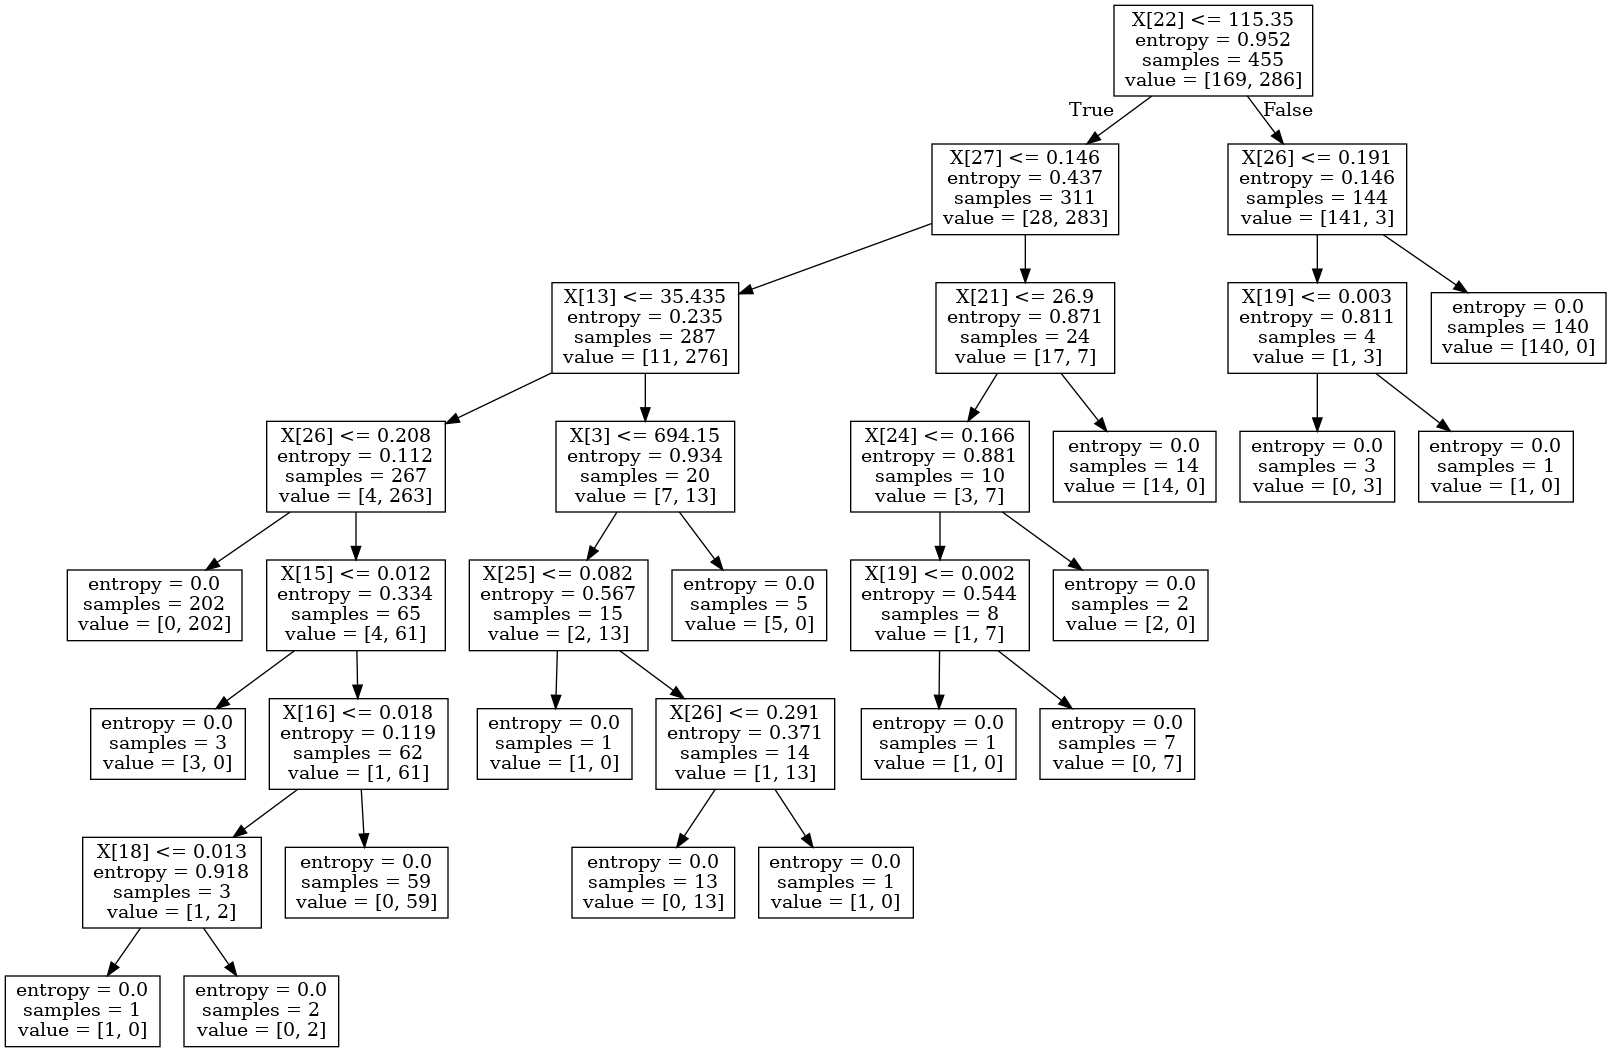 X[22] <= 115.35
entropy = 0.952
samples = 455
value = [169, 286]
True
False
X[27] <= 0.146
entropy = 0.437
samples = 311
value = [28, 283]
X[26] <= 0.191
entropy = 0.146
samples = 144
value = [141, 3]
X[13] <= 35.435
entropy = 0.235
samples = 287
value = [11, 276]
X[21] <= 26.9
entropy = 0.871
samples = 24
value = [17, 7]
X[19] <= 0.003
entropy = 0.811
samples = 4
value = [1, 3]
entropy = 0.0
samples = 140
value = [140, 0]
X[26] <= 0.208
entropy = 0.112
samples = 267
value = [4, 263]
X[3] <= 694.15
entropy = 0.934
samples = 20
value = [7, 13]
X[24] <= 0.166
entropy = 0.881
samples = 10
value = [3, 7]
entropy = 0.0
samples = 14
value = [14, 0]
entropy = 0.0
samples = 3
value = [0, 3]
entropy = 0.0
samples = 1
value = [1, 0]
entropy = 0.0
samples = 202
value = [0, 202]
X[15] <= 0.012
entropy = 0.334
samples = 65
value = [4, 61]
X[25] <= 0.082
entropy = 0.567
samples = 15
value = [2, 13]
entropy = 0.0
samples = 5
value = [5, 0]
X[19] <= 0.002
entropy = 0.544
samples = 8
value = [1, 7]
entropy = 0.0
samples = 2
value = [2, 0]
entropy = 0.0
samples = 3
value = [3, 0]
X[16] <= 0.018
entropy = 0.119
samples = 62
value = [1, 61]
entropy = 0.0
samples = 1
value = [1, 0]
X[26] <= 0.291
entropy = 0.371
samples = 14
value = [1, 13]
entropy = 0.0
samples = 1
value = [1, 0]
entropy = 0.0
samples = 7
value = [0, 7]
X[18] <= 0.013
entropy = 0.918
samples = 3
value = [1, 2]
entropy = 0.0
samples = 59
value = [0, 59]
entropy = 0.0
samples = 13
value = [0, 13]
entropy = 0.0
samples = 1
value = [1, 0]
entropy = 0.0
samples = 1
value = [1, 0]
entropy = 0.0
samples = 2
value = [0, 2]